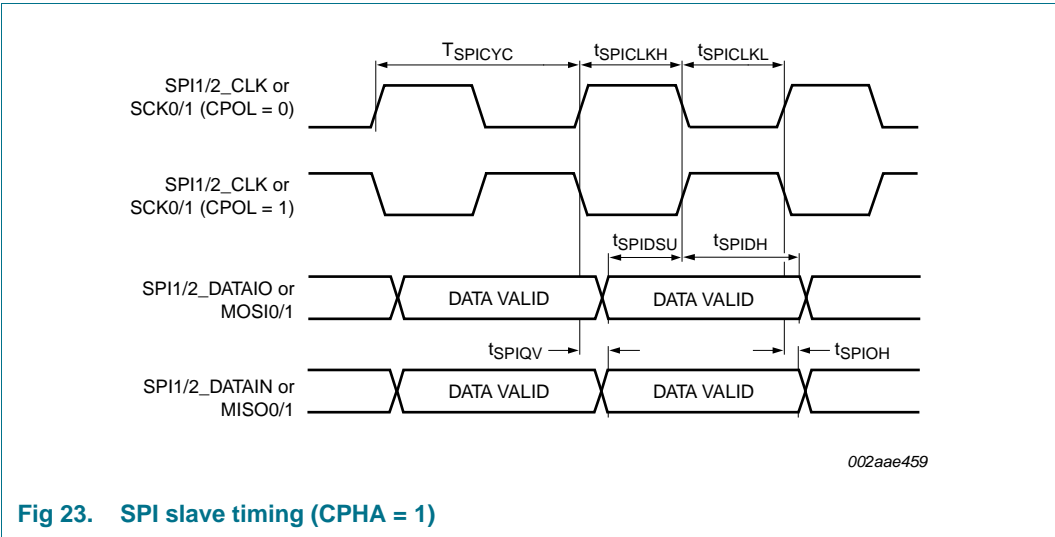 TSPICYC tSPICLKH tSPICLKL
SPI1/2_CLK or
SCK0/1 (CPOL = 0)
SPI1/2_CLK or
SCK0/1 (CPOL = 1)
tSPIDSU tSPIDH
SPI1/2_DATAIO or
MOSI0/1
DATA VALID DATA VALID
tSPIQV tSPIOH
SPI1/2_DATAIN or
MISO0/1
DATA VALID DATA VALID
002aae459
Fig 23. SPI slave timing (CPHA = 1)